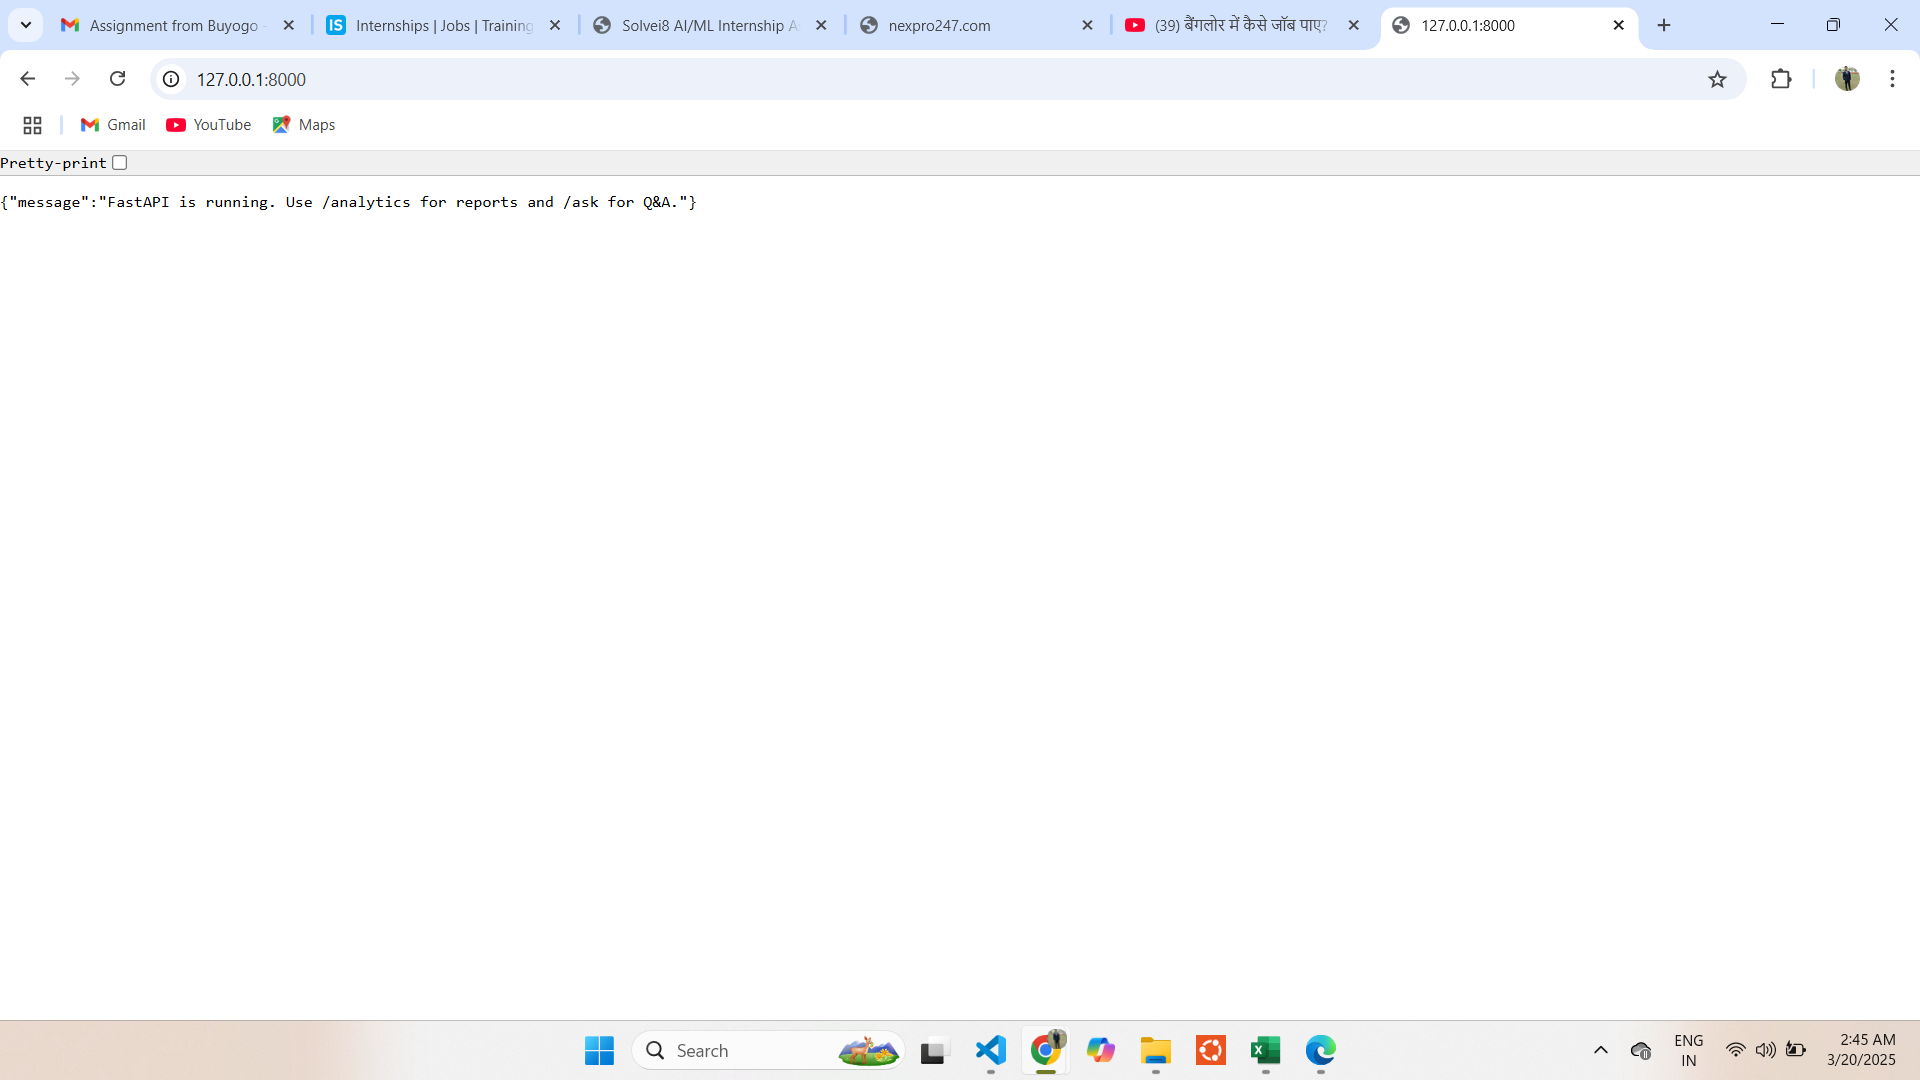 Assignment from Buyogo -
Internships | Jobs | Training
Solvei8 AI/ML Internship A
nexpro247.com
(39) बैंगलोर में कैसे जॉब पाए?
127.0.0.1:8000
127.0.0.1:8000
Gmail
YouTube
Maps
Pretty-print
{"message":"FastAPI is running. Use /analytics for reports and /ask for Q&A."}
Search
ENG
IN
2:45 AM
3/20/2025